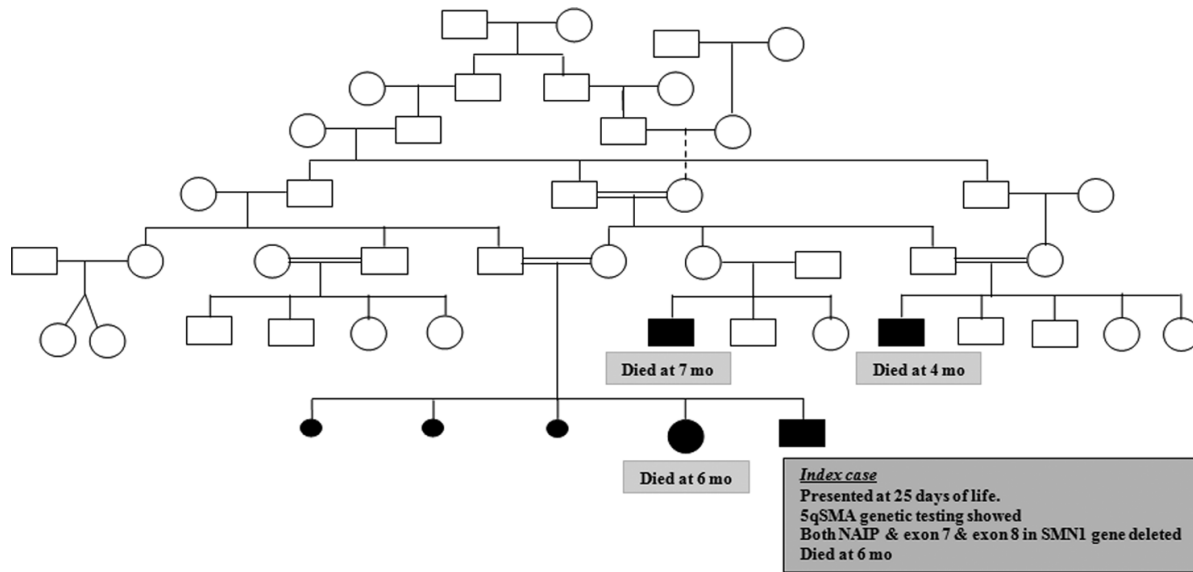 Died at 7 mo
Died at 4 mo
Died at 6 mo
Index case
Presented at 25 days of life.
5qSMA genetic testing showed
Both NAIP & exon 7 & exon 8 in SMN1 gene deleted
Died at 6 mo